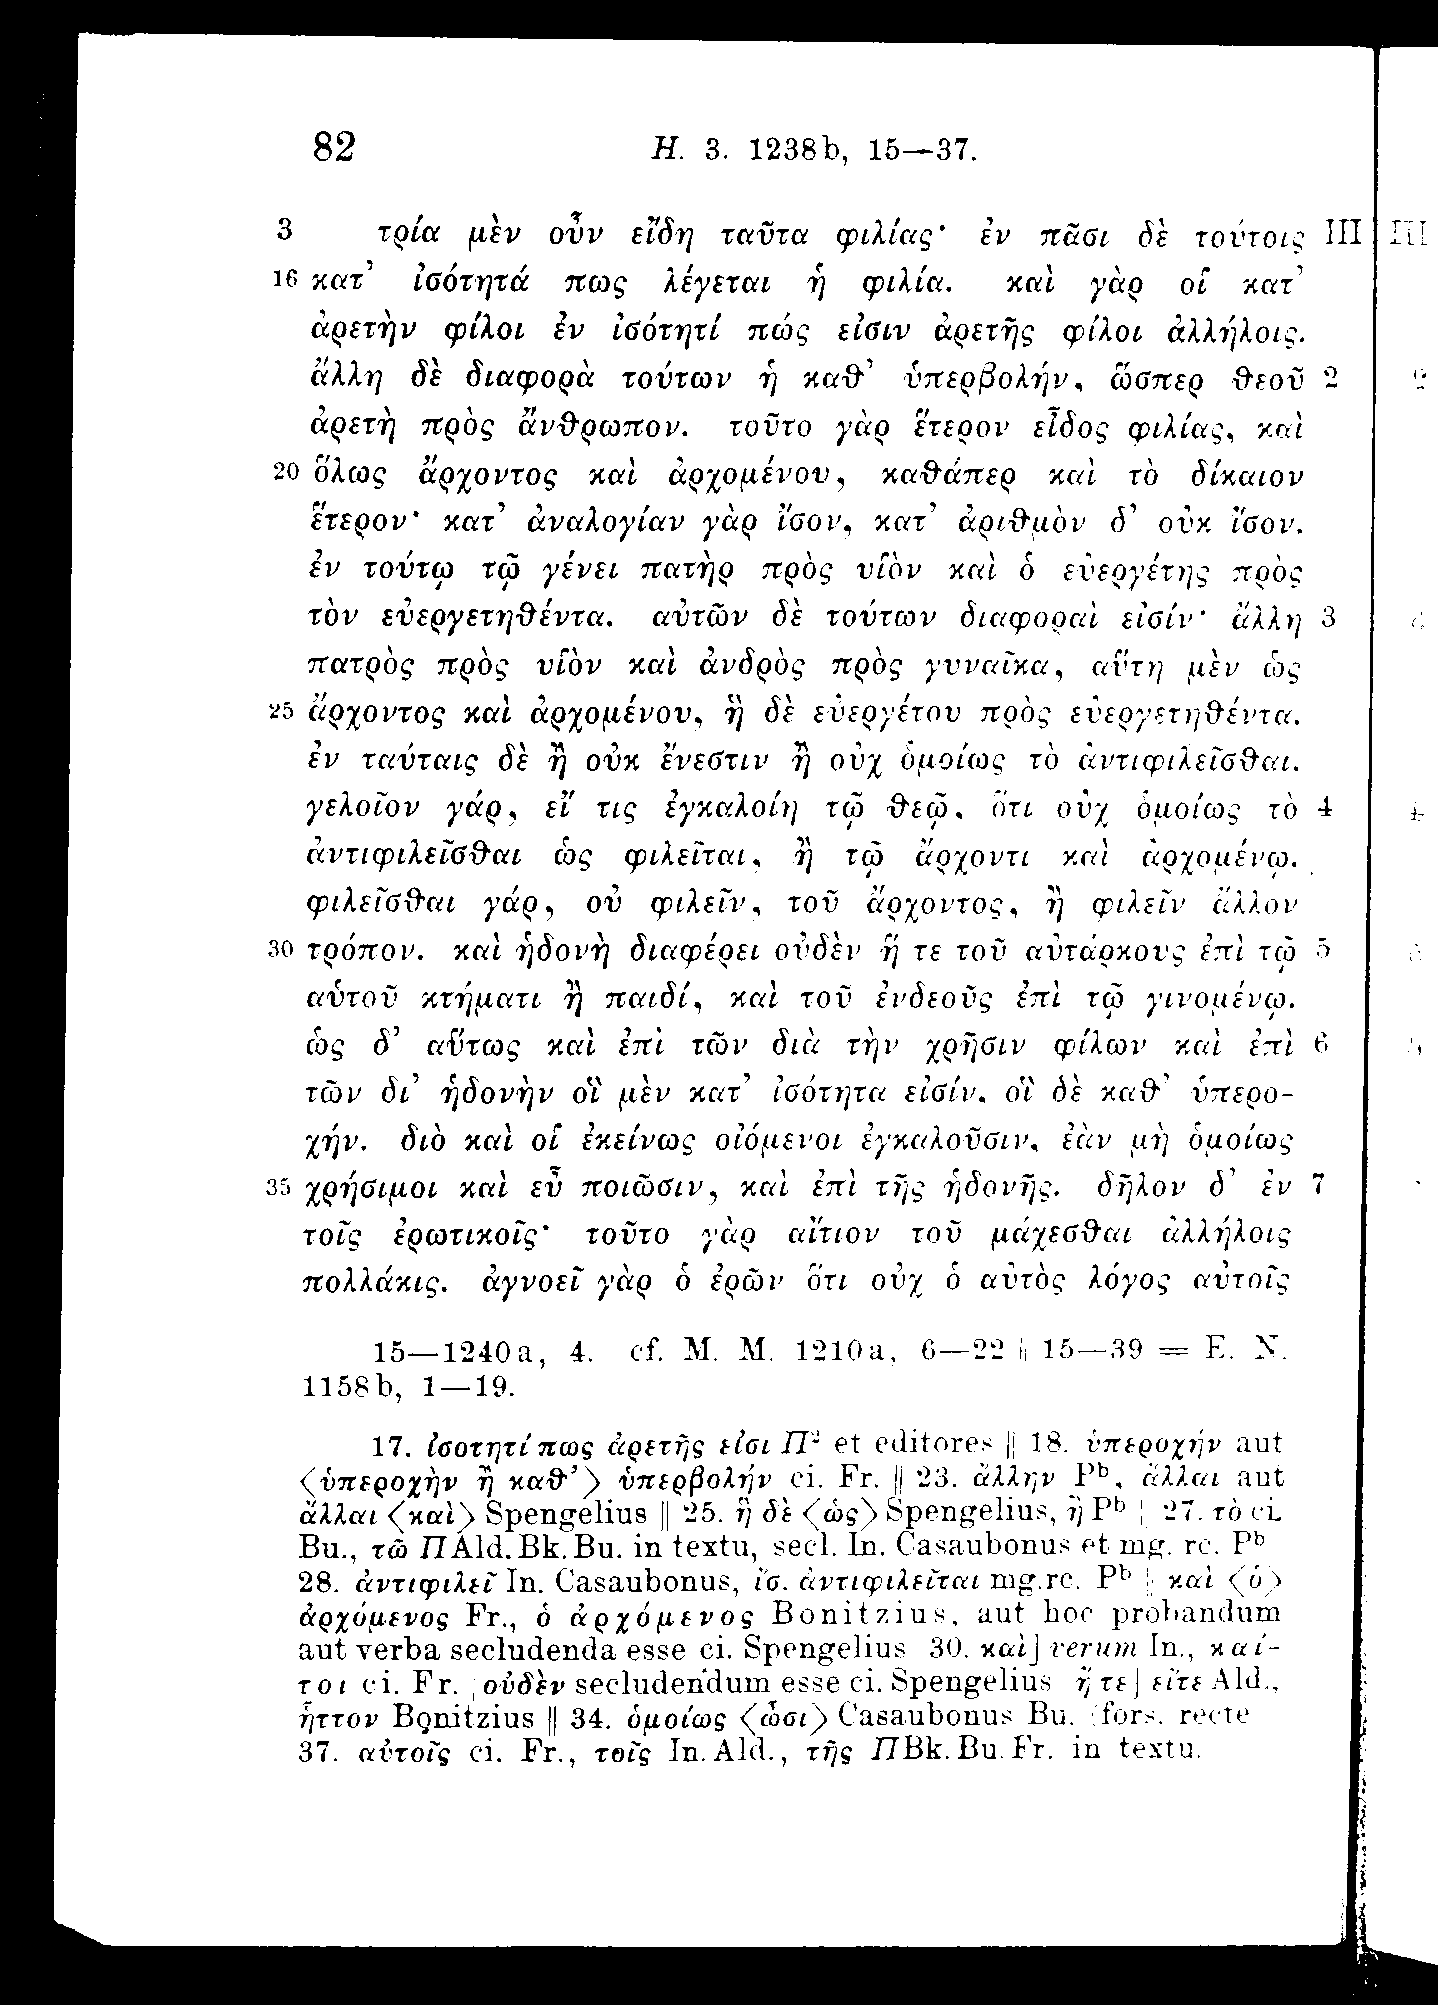 82 H. 3. 1238b, 15—37.
3 τρία μὲν οὖν εἴδη ταῦτα φιλίας· ἐν πᾶσι δὲ τούτοις III III
16 κατ’ ἰσότητά πως λέγεται ἡ φιλία. καὶ γὰρ οἱ κατ’
ἀρετὴν φίλοι ἐν ἰσότητί πώς εἰσιν ἀρετῆς φίλοι ἀλλήλοις.
ἄλλη δὲ διαφορὰ τούτων ἡ καθ’ ὑπερβολήν, ὥσπερ θεοῦ 2
ἀρετὴ πρὸς ἄνθρωπον. τοῦτο γὰρ ἕτερον εἶδος φιλίας, καὶ
20 ὅλως ἄρχοντος καὶ ἀρχομένου, καθάπερ καὶ τὸ δίκαιον
ἕτερον· κατ’ ἀναλογίαν γὰρ ἴσον, κατ’ ἀριθμὸν δ’ οὐκ ἴσον.
ἐν τούτῳ τῷ γένει πατὴρ πρὸς υἱὸν καὶ ὁ εὐεργέτης πρὸς
τὸν εὐεργετηθέντα. αὐτῶν δὲ τούτων διαφοραὶ εἰσίν· ἄλλη 3
πατρὸς πρὸς υἱὸν καὶ ἀνδρὸς πρὸς γυναῖκα, αὕτη μὲν ὡς
25 ἄρχοντος καὶ ἀρχομένου, ἣ δὲ εὐεργέτου πρὸς εὐεργετηθέντα.
ἐν ταύταις δὲ ἢ οὐκ ἔνεστιν ἢ οὐχ ὁμοίως τὸ ἀντιφιλεῖσθαι.
γελοῖον γάρ, εἴ τις ἐγκαλοίη τῷ θεῷ, ὅτι οὐχ ὁμοίως τὸ 4
ἀντιφιλεῖσθαι ὡς φιλεῖται, ἢ τῷ ἄρχοντι καὶ ἀρχομένῳ.
φιλεῖσθαι γάρ, οὐ φιλεῖν, τοῦ ἄρχοντος, ἢ φιλεῖν ἄλλον
30 τρόπον. καὶ ἡδονὴ διαφέρει οὐδὲν ἥ τε τοῦ αὐτάρκους ἐπὶ τῷ 5
αὑτοῦ κτήματι ἢ παιδί, καὶ τοῦ ἐνδεοῦς ἐπὶ τῷ γινομένῳ.
ὡς δ’ αὕτως καὶ ἐπὶ τῶν διὰ τὴν χρῆσιν φίλων καὶ ἐπὶ 6
τῶν δι’ ἡδονὴν οἳ μὲν κατ’ ἰσότητα εἰσίν, οἳ δὲ καθ’ ὑπερο-
χήν. διὸ καὶ οἱ ἐκείνως οἰόμενοι ἐγκαλοῦσιν, ἐὰν μὴ ὁμοίως
35 χρήσιμοι καὶ εὖ ποιῶσιν, καὶ ἐπὶ τῆς ἡδονῆς. δῆλον δ’ ἐν 7
τοῖς ἐρωτικοῖς· τοῦτο γὰρ αἴτιον τοῦ μάχεσθαι ἀλλήλοις
πολλάκις. ἀγνοεῖ γὰρ ὁ ἐρῶν ὅτι οὐχ ὁ αὐτὸς λόγος αὐτοῖς
15—1240a, 4. cf. M. M. 1210a, 6—22 || 15—39 = E. N.
1158b, 1—19.
17. ἰσοτητί πως ἀρετῆς εἰσι Π² et editores || 18. ὑπεροχήν aut
⟨ὑπεροχὴν ἢ καθ’⟩ ὑπερβολήν ci. Fr. || 23. ἄλλην Pᵇ, ἄλλαι aut
ἄλλαι ⟨καὶ⟩ Spengelius || 25. ἣ δὲ ⟨ὡς⟩ Spengelius, ἢ Pᵇ | 27. τὸ ci.
Bu., τῶ ΠAld. Bk. Bu. in textu, secl. In. Casaubonus et mg. rc. Pᵇ
28. ἀντιφιλεῖ In. Casaubonus, ἴσ. ἀντιφιλεῖται mg. rc. Pᵇ | καὶ ⟨ὁ⟩
ἀρχόμενος Fr., ὁ ἀρχόμενος Bonitzius, aut hoc probandum
aut verba secludenda esse ci. Spengelius 30. καὶ] verum In., καί-
τοι ci. Fr. | οὐδὲν secludendum esse ci. Spengelius ἥ τε] εἴτε Ald.,
ἧττον Bonitzius || 34. ὁμοίως ⟨ὦσι⟩ Casaubonus Bu. (fors. recte
37. αὐτοῖς ci. Fr., τοῖς In. Ald., τῆς ΠBk. Bu. Fr. in textu.